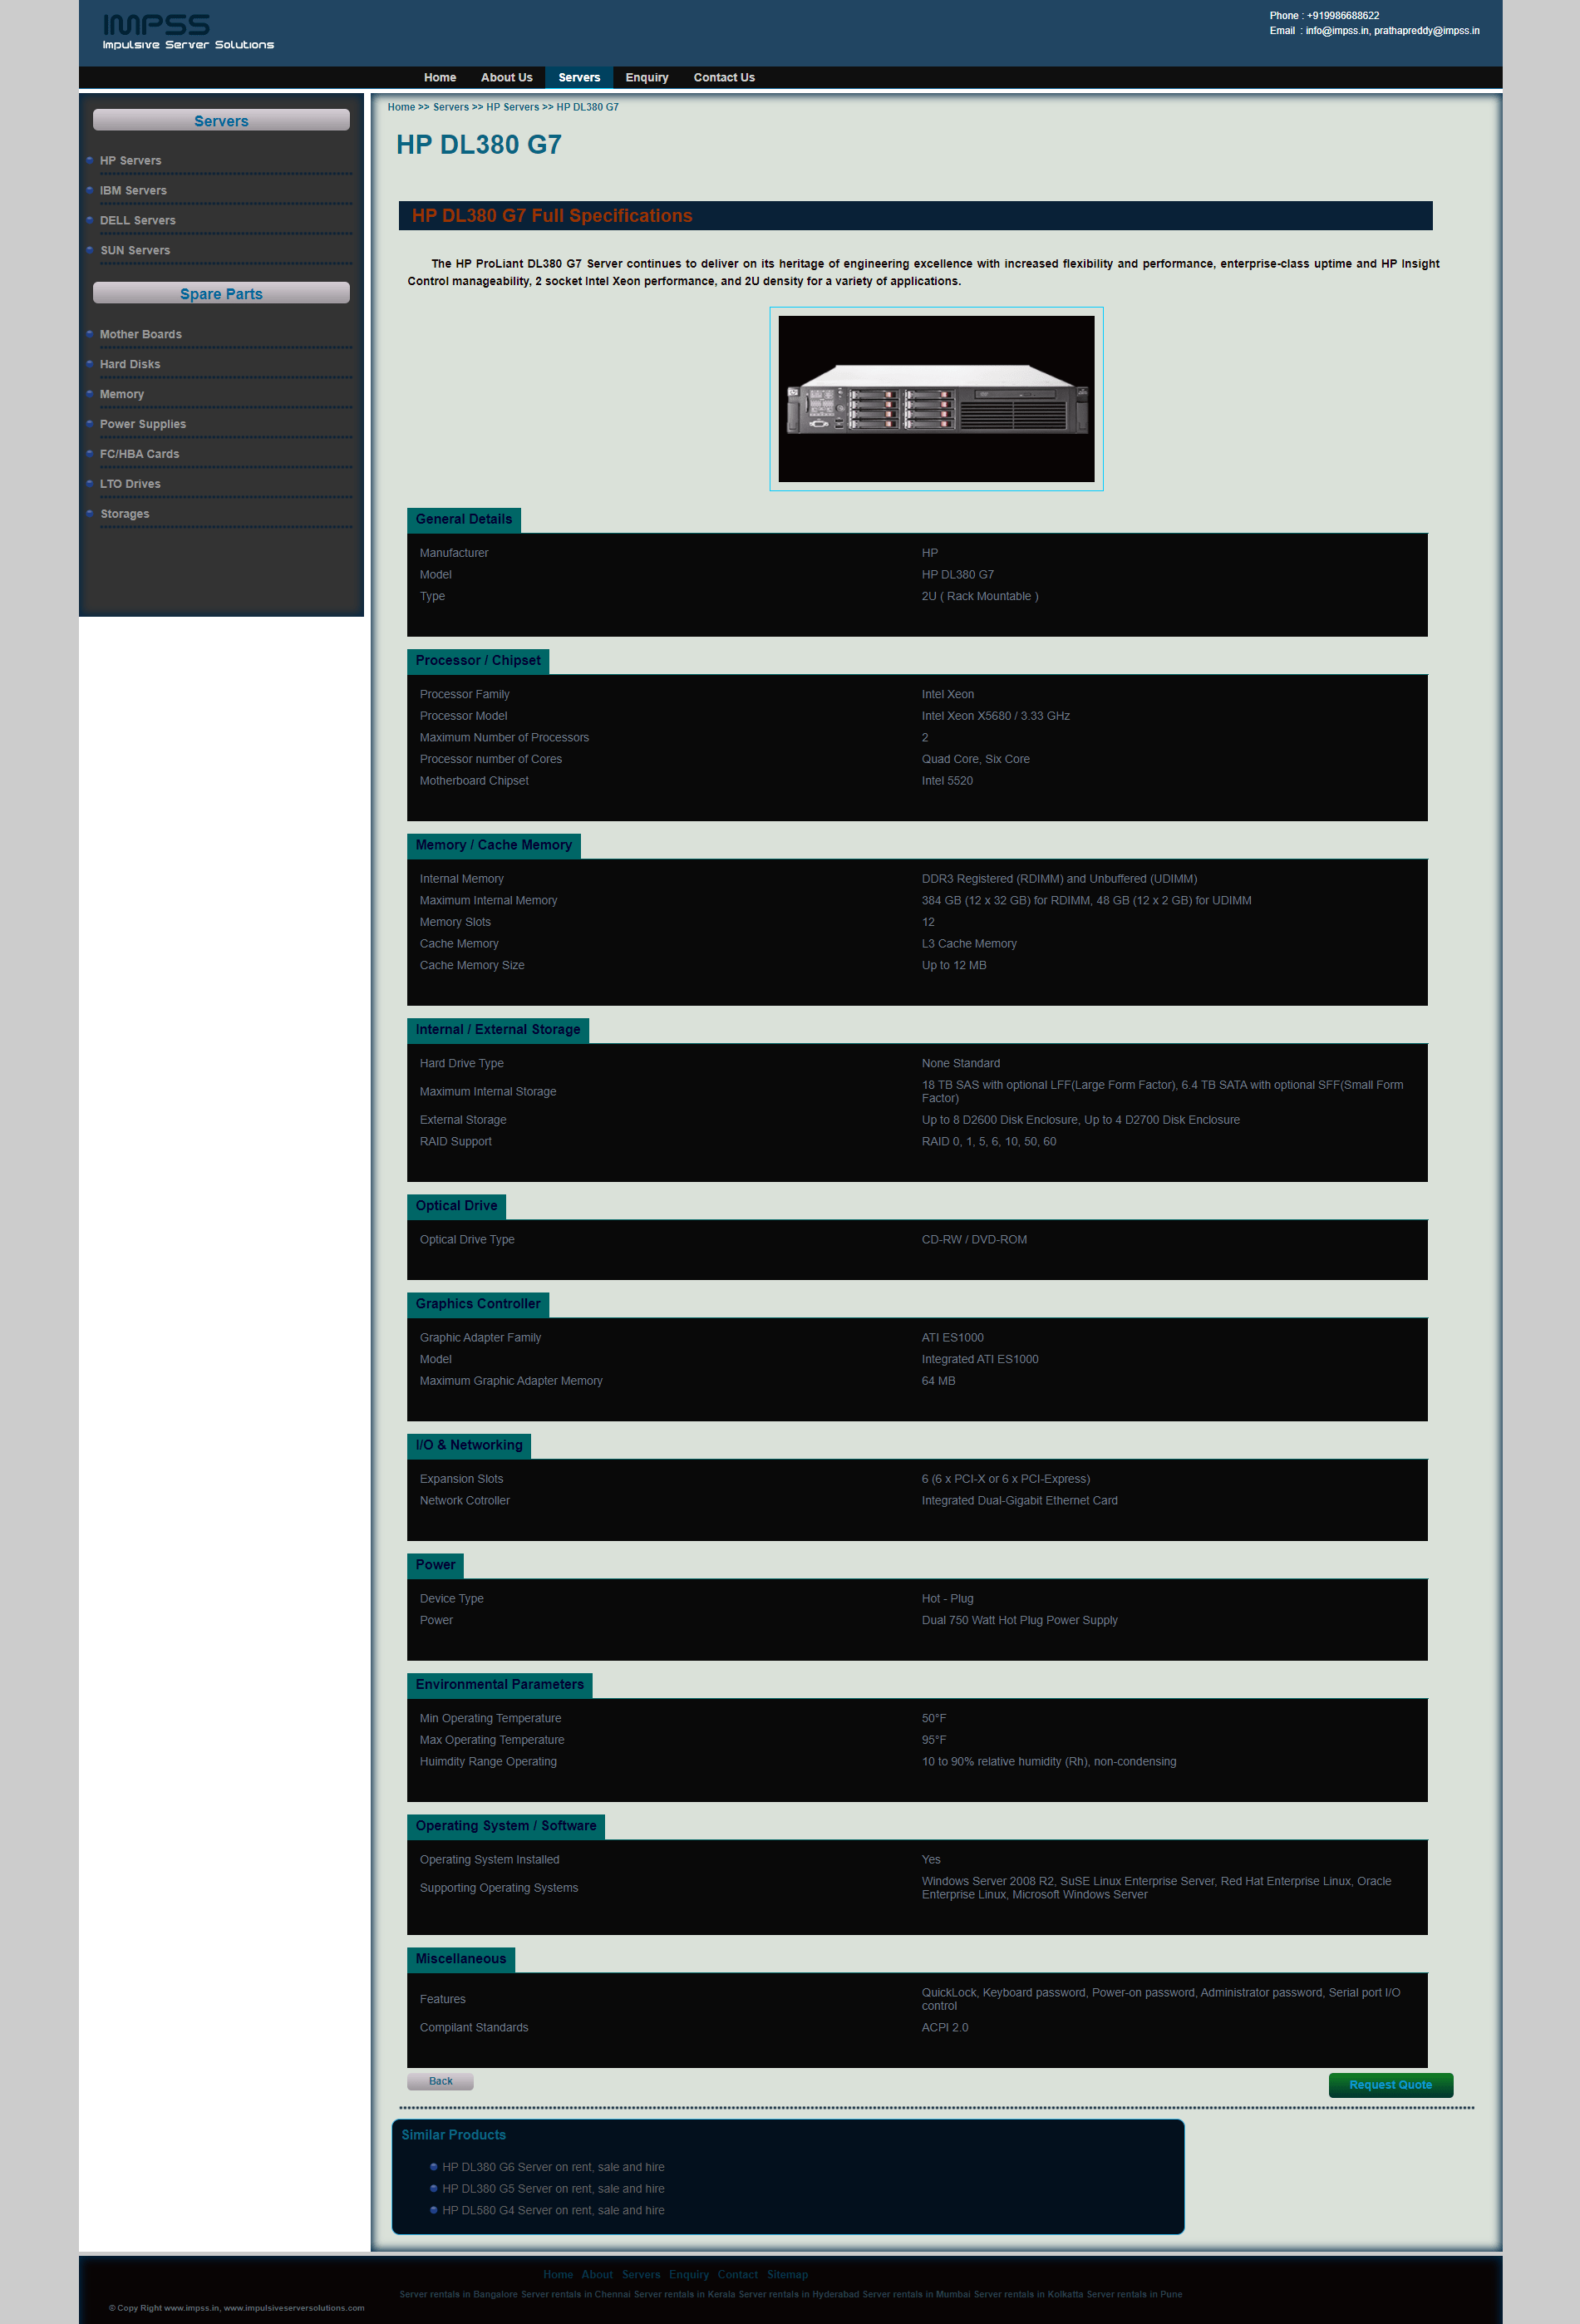 IMPSS
Impulsive Server Solutions
Phone : +919986688622
Email : info@impss.in, prathapreddy@impss.in
Home About Us Servers Enquiry Contact Us
Servers
HP Servers
IBM Servers
DELL Servers
SUN Servers
Spare Parts
Mother Boards
Hard Disks
Memory
Power Supplies
FC/HBA Cards
LTO Drives
Storages
Home >> Servers >> HP Servers >> HP DL380 G7
HP DL380 G7
HP DL380 G7 Full Specifications
The HP ProLiant DL380 G7 Server continues to deliver on its heritage of engineering excellence with increased flexibility and performance, enterprise-class uptime and HP Insight
Control manageability, 2 socket Intel Xeon performance, and 2U density for a variety of applications.
General Details
Manufacturer HP
Model HP DL380 G7
Type 2U ( Rack Mountable )
Processor / Chipset
Processor Family Intel Xeon
Processor Model Intel Xeon X5680 / 3.33 GHz
Maximum Number of Processors 2
Processor number of Cores Quad Core, Six Core
Motherboard Chipset Intel 5520
Memory / Cache Memory
Internal Memory DDR3 Registered (RDIMM) and Unbuffered (UDIMM)
Maximum Internal Memory 384 GB (12 x 32 GB) for RDIMM, 48 GB (12 x 2 GB) for UDIMM
Memory Slots 12
Cache Memory L3 Cache Memory
Cache Memory Size Up to 12 MB
Internal / External Storage
Hard Drive Type None Standard
Maximum Internal Storage 18 TB SAS with optional LFF(Large Form Factor), 6.4 TB SATA with optional SFF(Small Form
Factor)
External Storage Up to 8 D2600 Disk Enclosure, Up to 4 D2700 Disk Enclosure
RAID Support RAID 0, 1, 5, 6, 10, 50, 60
Optical Drive
Optical Drive Type CD-RW / DVD-ROM
Graphics Controller
Graphic Adapter Family ATI ES1000
Model Integrated ATI ES1000
Maximum Graphic Adapter Memory 64 MB
I/O & Networking
Expansion Slots 6 (6 x PCI-X or 6 x PCI-Express)
Network Cotroller Integrated Dual-Gigabit Ethernet Card
Power
Device Type Hot - Plug
Power Dual 750 Watt Hot Plug Power Supply
Environmental Parameters
Min Operating Temperature 50°F
Max Operating Temperature 95°F
Huimdity Range Operating 10 to 90% relative humidity (Rh), non-condensing
Operating System / Software
Operating System Installed Yes
Supporting Operating Systems Windows Server 2008 R2, SuSE Linux Enterprise Server, Red Hat Enterprise Linux, Oracle
Enterprise Linux, Microsoft Windows Server
Miscellaneous
Features QuickLock, Keyboard password, Power-on password, Administrator password, Serial port I/O
control
Compilant Standards ACPI 2.0
Back
Request Quote
Similar Products
HP DL380 G6 Server on rent, sale and hire
HP DL380 G5 Server on rent, sale and hire
HP DL580 G4 Server on rent, sale and hire
Home About Servers Enquiry Contact Sitemap
Server rentals in Bangalore Server rentals in Chennai Server rentals in Kerala Server rentals in Hyderabad Server rentals in Mumbai Server rentals in Kolkatta Server rentals in Pune
© Copy Right www.impss.in, www.impulsiveserversolutions.com